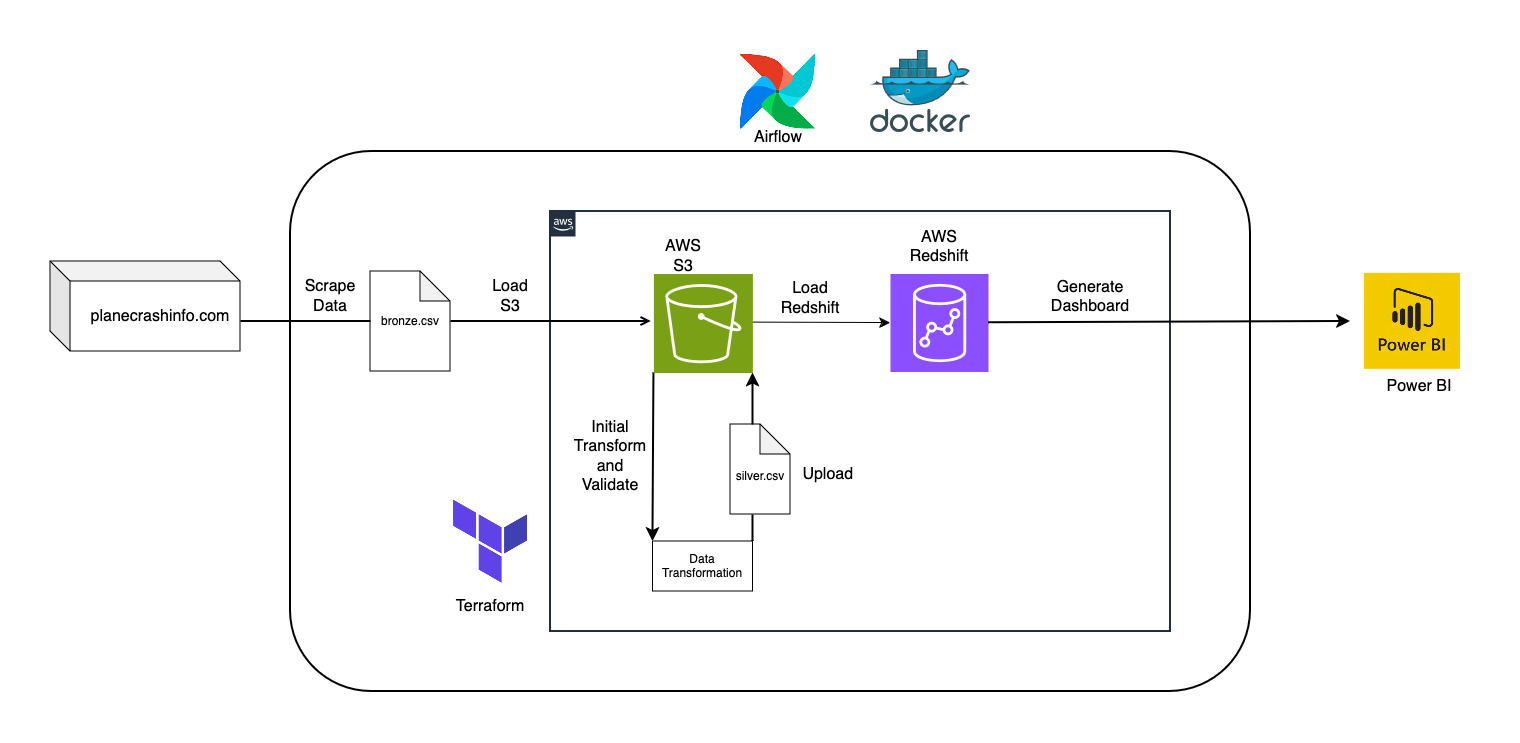 docker
Airflow
aws
AWS
S3
AWS
Redshift
planecrashinfo.com
Scrape
Data
bronze.csv
Load
S3
Load
Redshift
Generate
Dashboard
Power BI
Power BI
Initial
Transform
and
Validate
silver.csv
Upload
Data
Transformation
Terraform